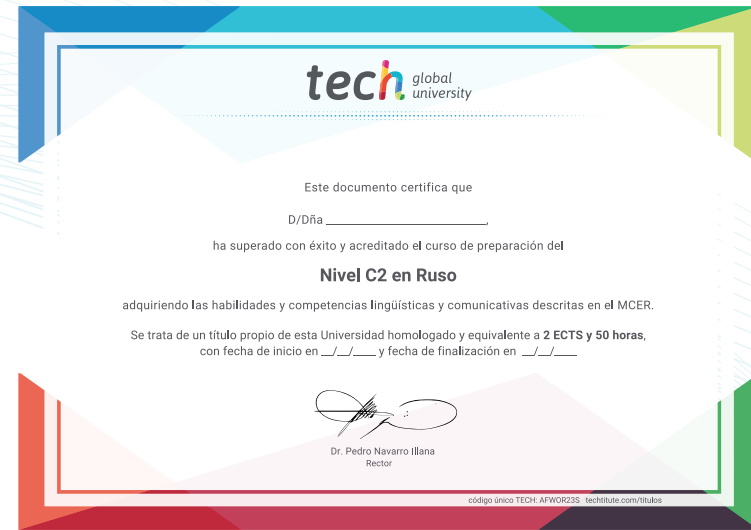 tech global university
Este documento certifica que
D/Dña ______________________,
ha superado con éxito y acreditado el curso de preparación del
Nivel C2 en Ruso
adquiriendo las habilidades y competencias lingüísticas y comunicativas descritas en el MCER.
Se trata de un título propio de esta Universidad homologado y equivalente a 2 ECTS y 50 horas,
con fecha de inicio en __/__/____ y fecha de finalización en __/__/____
Dr. Pedro Navarro Illana
Rector
código único TECH: AFWOR23S techtitute.com/titulos